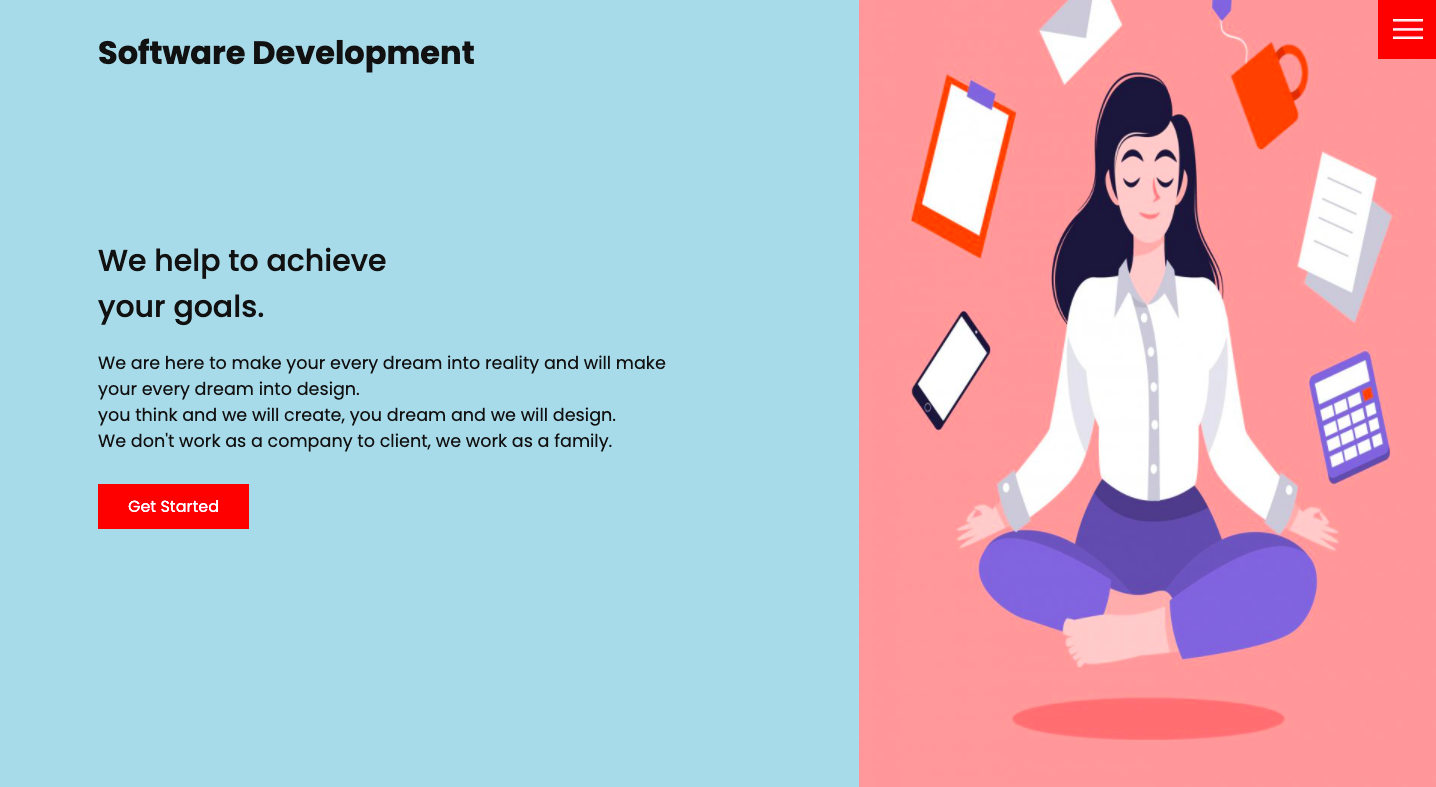 Software Development
We help to achieve
your goals.
We are here to make your every dream into reality and will make
your every dream into design.
you think and we will create, you dream and we will design.
We don't work as a company to client, we work as a family.
Get Started